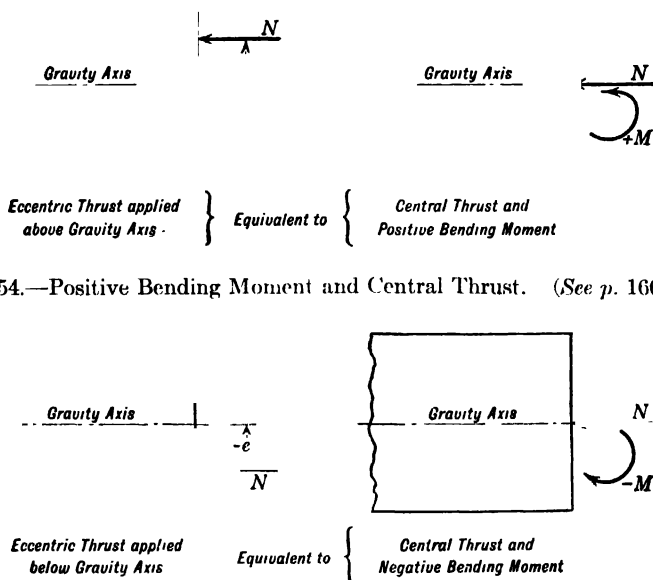 N
Gravity Axis
Gravity Axis N
+M
Eccentric Thrust applied
above Gravity Axis
Equivalent to
Central Thrust and
Positive Bending Moment
54.—Positive Bending Moment and Central Thrust. (See p. 166
Gravity Axis
-e
N
Gravity Axis N
-M
Eccentric Thrust applied
below Gravity Axis
Equivalent to
Central Thrust and
Negative Bending Moment